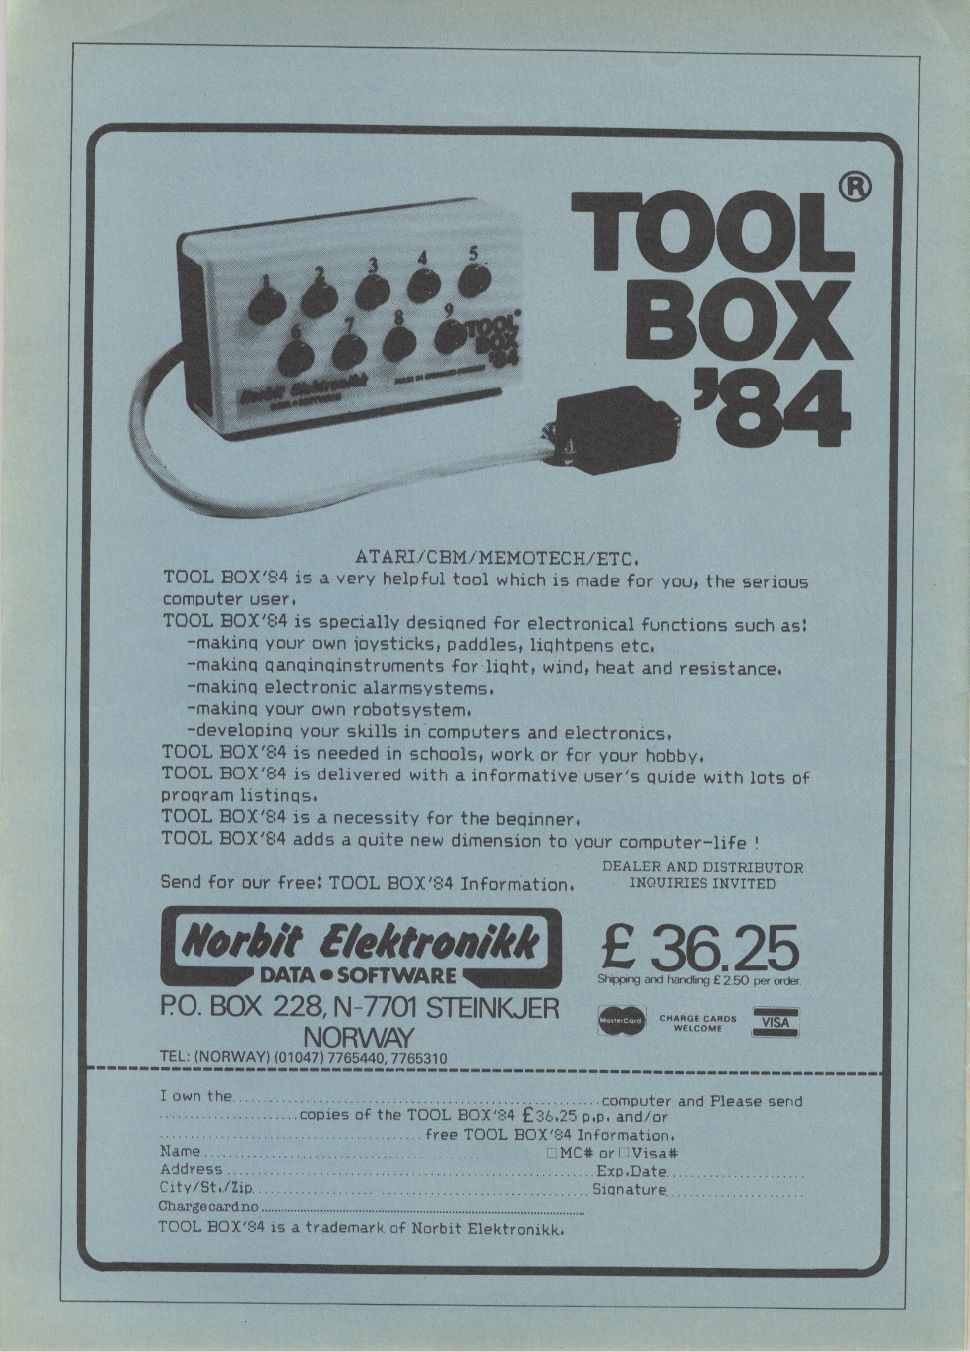 TOOL®
BOX
'84
1 2 3 4 5
6 7 8 9
TOOL
BOX
'84
Norbit Elektronikk
ATARI/CBM/MEMOTECH/ETC.
TOOL BOX'84 is a very helpful tool which is made for you, the serious
computer user.
TOOL BOX'84 is specially designed for electronical functions such as:
-making your own joysticks, paddles, lightpens etc.
-making ganginginstruments for light, wind, heat and resistance.
-making electronic alarmsystems.
-making your own robotsystem.
-developing your skills in computers and electronics.
TOOL BOX'84 is needed in schools, work or for your hobby.
TOOL BOX'84 is delivered with a informative user's guide with lots of
program listings.
TOOL BOX'84 is a necessity for the beginner.
TOOL BOX'84 adds a quite new dimension to your computer-life !
DEALER AND DISTRIBUTOR
INQUIRIES INVITED
Send for our free: TOOL BOX'84 Information.
Norbit Elektronikk
DATA • SOFTWARE
£ 36.25
Shipping and handling £ 2.50 per order.
P.O. BOX 228, N-7701 STEINKJER
NORWAY
MasterCard CHARGE CARDS
WELCOME VISA
TEL: (NORWAY) (01047) 7765440, 7765310
I own the.......computer and Please send
.......copies of the TOOL BOX'84 £36.25 p.p. and/or
.......free TOOL BOX'84 Information.
Name....... □MC# or □Visa#
Address.......Exp.Date.......
City/St./Zip.......Signature.......
Chargecardno.......
TOOL BOX'84 is a trademark of Norbit Elektronikk.